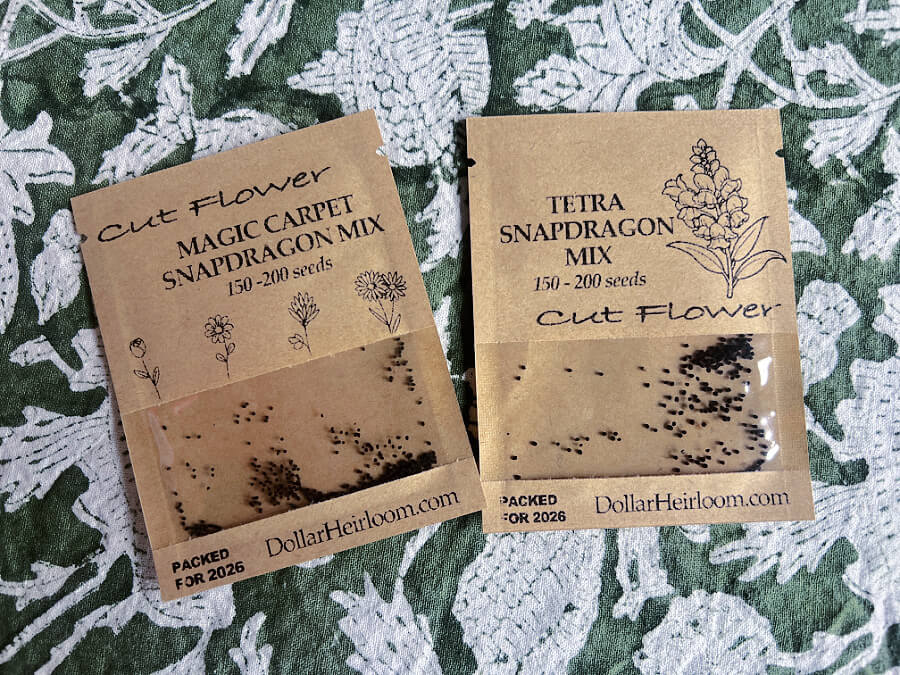 Cut Flower
MAGIC CARPET
SNAPDRAGON MIX
150 -200 seeds
PACKED
FOR 2026
DollarHeirloom.com
TETRA
SNAPDRAGON
MIX
150 - 200 seeds
Cut Flower
PACKED
FOR 2026
DollarHeirloom.com